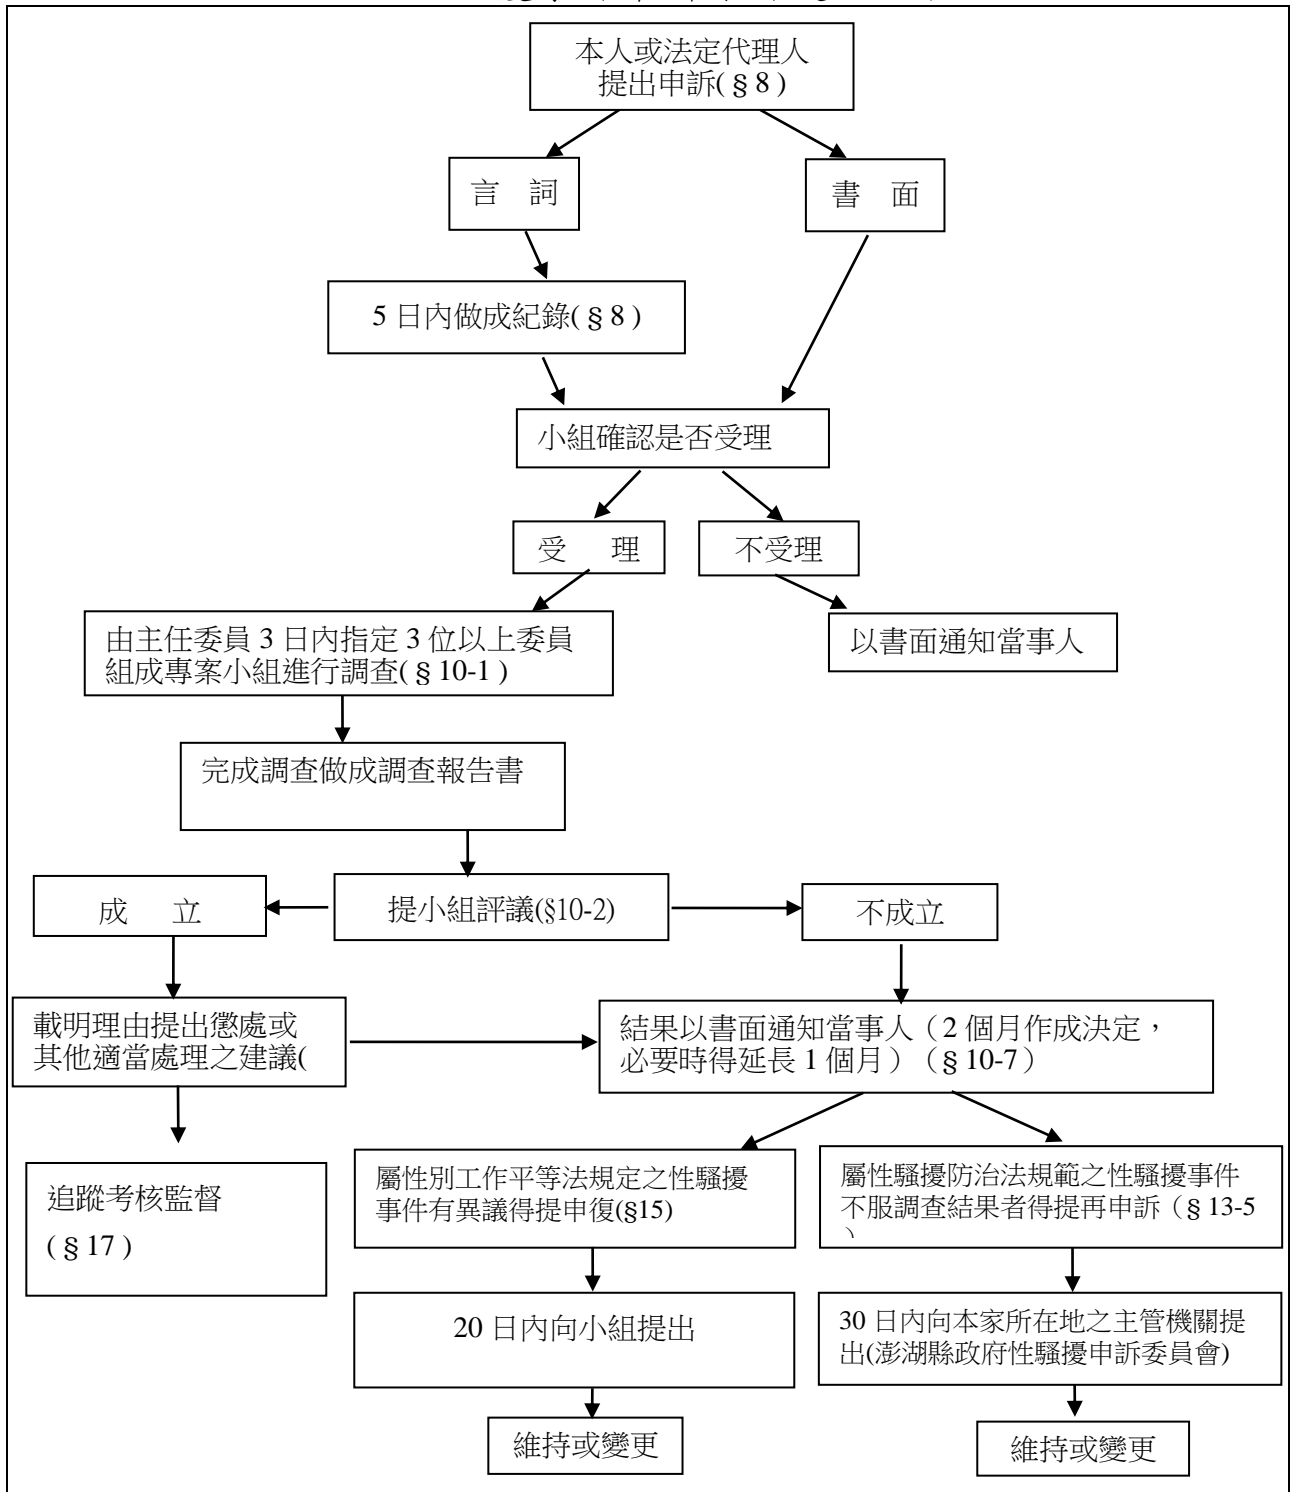 本人或法定代理人
提出申訴(§8)
言 詞
書 面
5 日內做成紀錄(§8)
小組確認是否受理
受 理
不受理
由主任委員 3 日內指定 3 位以上委員
組成專案小組進行調查(§10-1)
以書面通知當事人
完成調查做成調查報告書
成 立
提小組評議(§10-2)
不成立
載明理由提出懲處或
其他適當處理之建議(
結果以書面通知當事人（2 個月作成決定，
必要時得延長 1 個月）（§10-7）
追蹤考核監督
(§17)
屬性別工作平等法規定之性騷擾
事件有異議得提申復(§15)
屬性騷擾防治法規範之性騷擾事件
不服調查結果者得提再申訴（§13-5
）
20 日內向小組提出
30 日內向本家所在地之主管機關提
出(澎湖縣政府性騷擾申訴委員會)
維持或變更
維持或變更